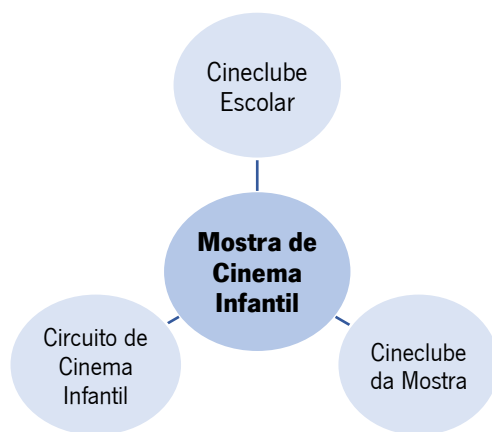 Cineclube
Escolar
Mostra de
Cinema
Infantil
Circuito de
Cinema
Infantil
Cineclube
da Mostra